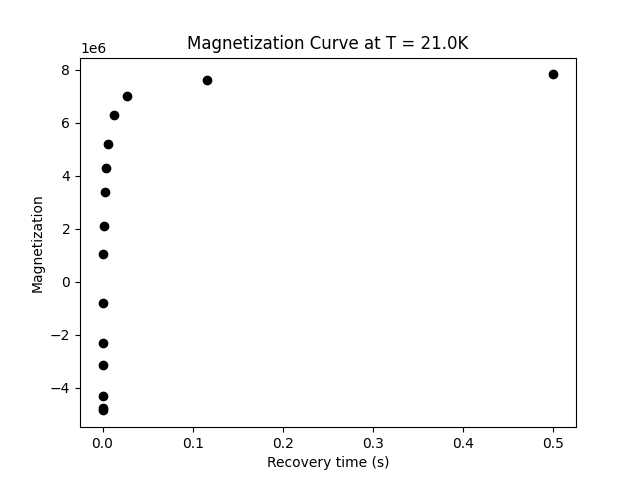 Magnetization Curve at T = 21.0K
1e6
8
6
4
2
0
−2
−4
Magnetization
0.0 0.1 0.2 0.3 0.4 0.5
Recovery time (s)